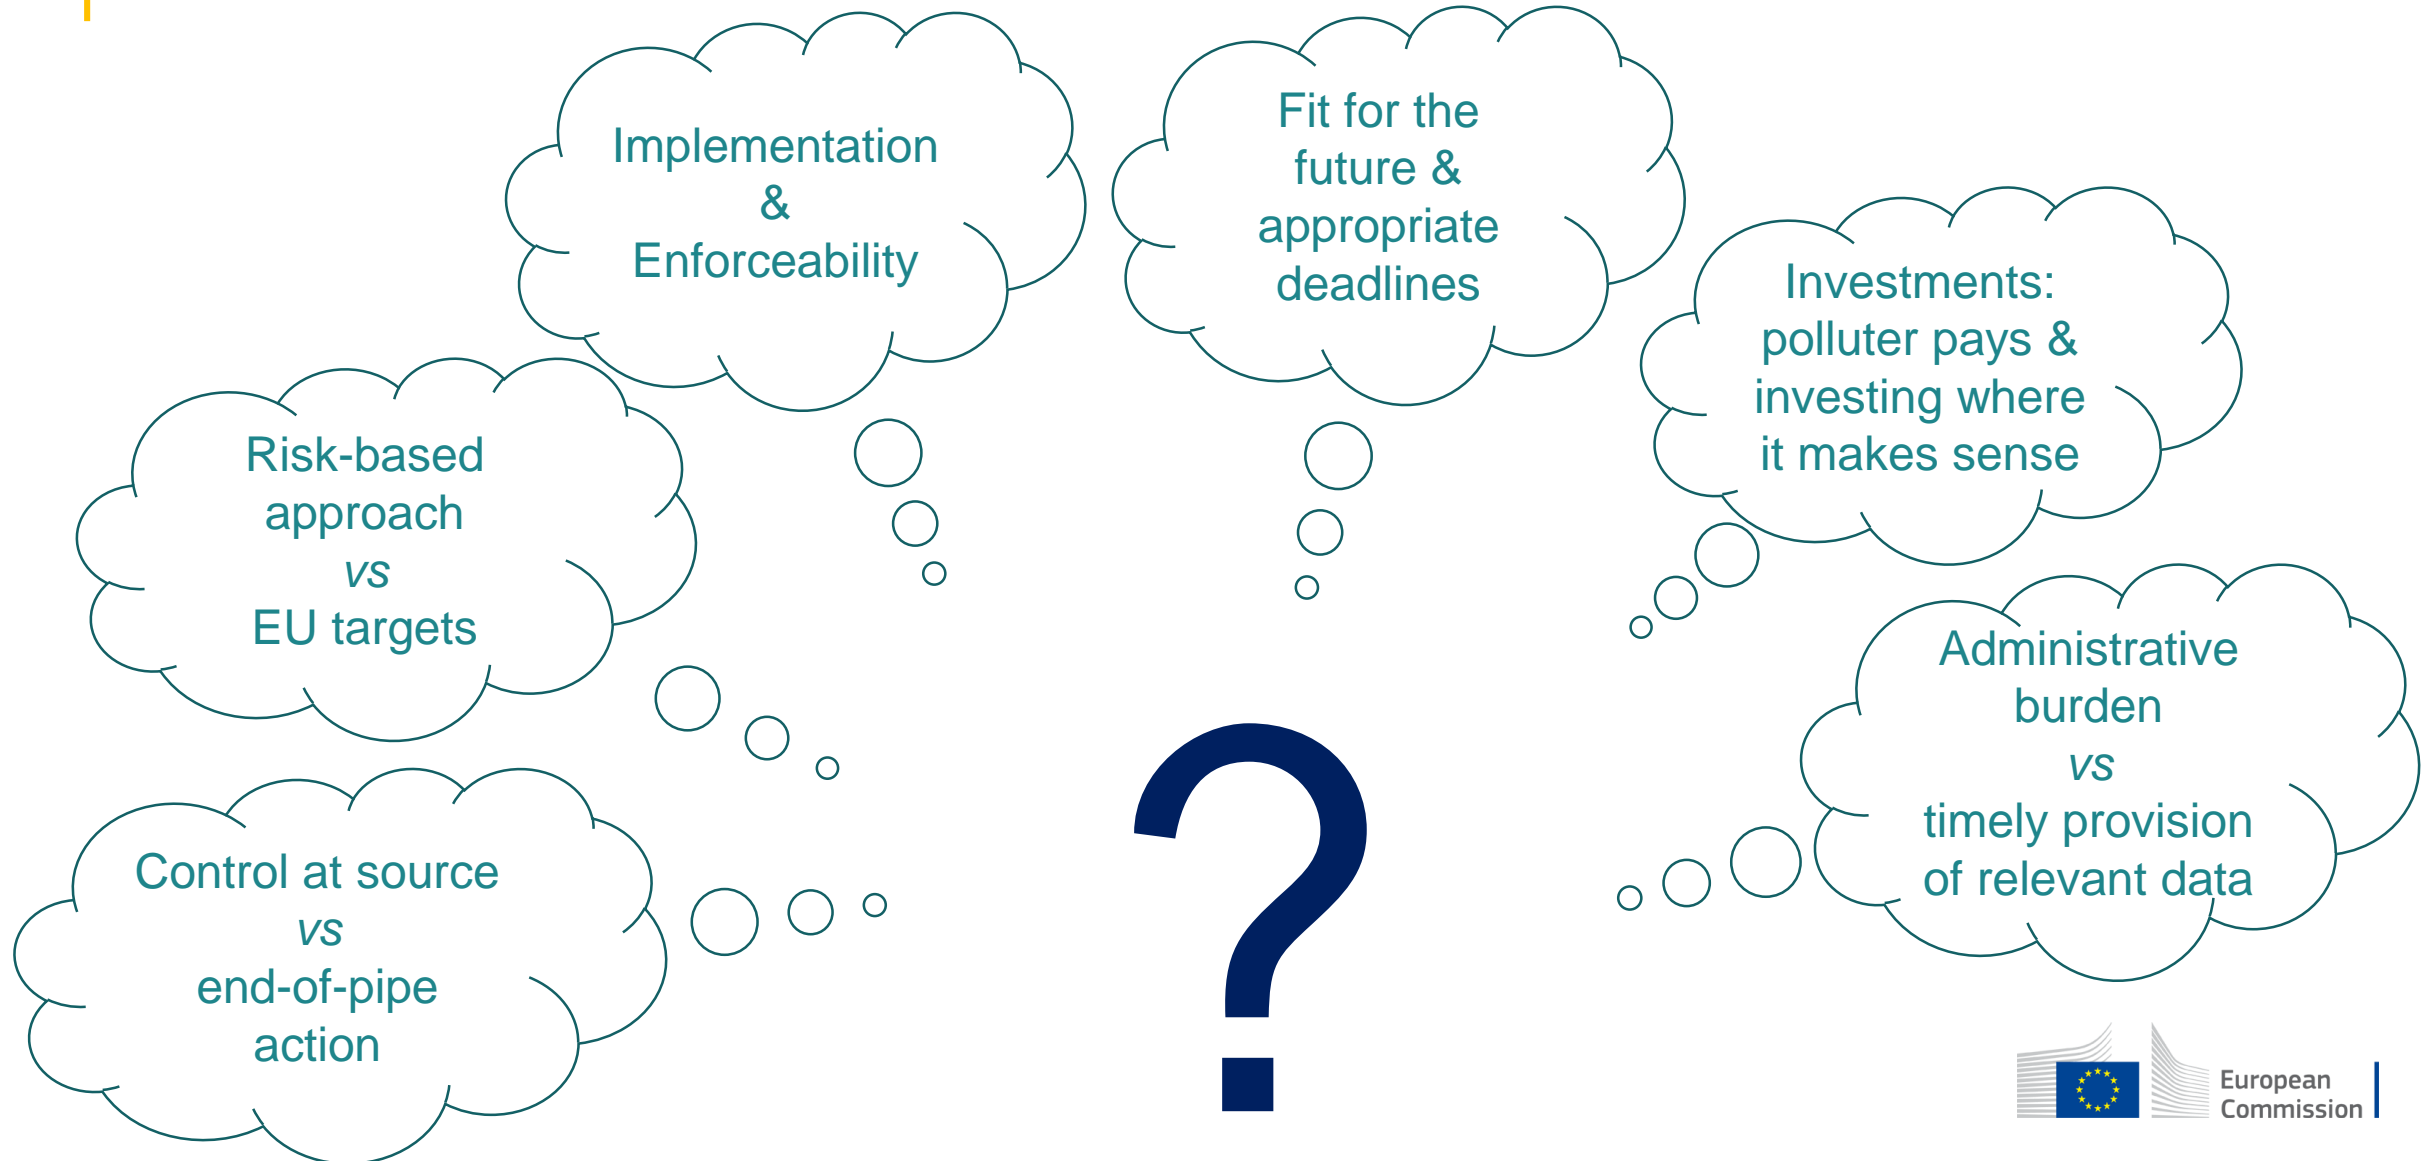 Implementation
&
Enforceability
Fit for the
future &
appropriate
deadlines
Investments:
polluter pays &
investing where
it makes sense
Risk-based
approach
vs
EU targets
Administrative
burden
vs
timely provision
of relevant data
Control at source
vs
end-of-pipe
action
?
European
Commission